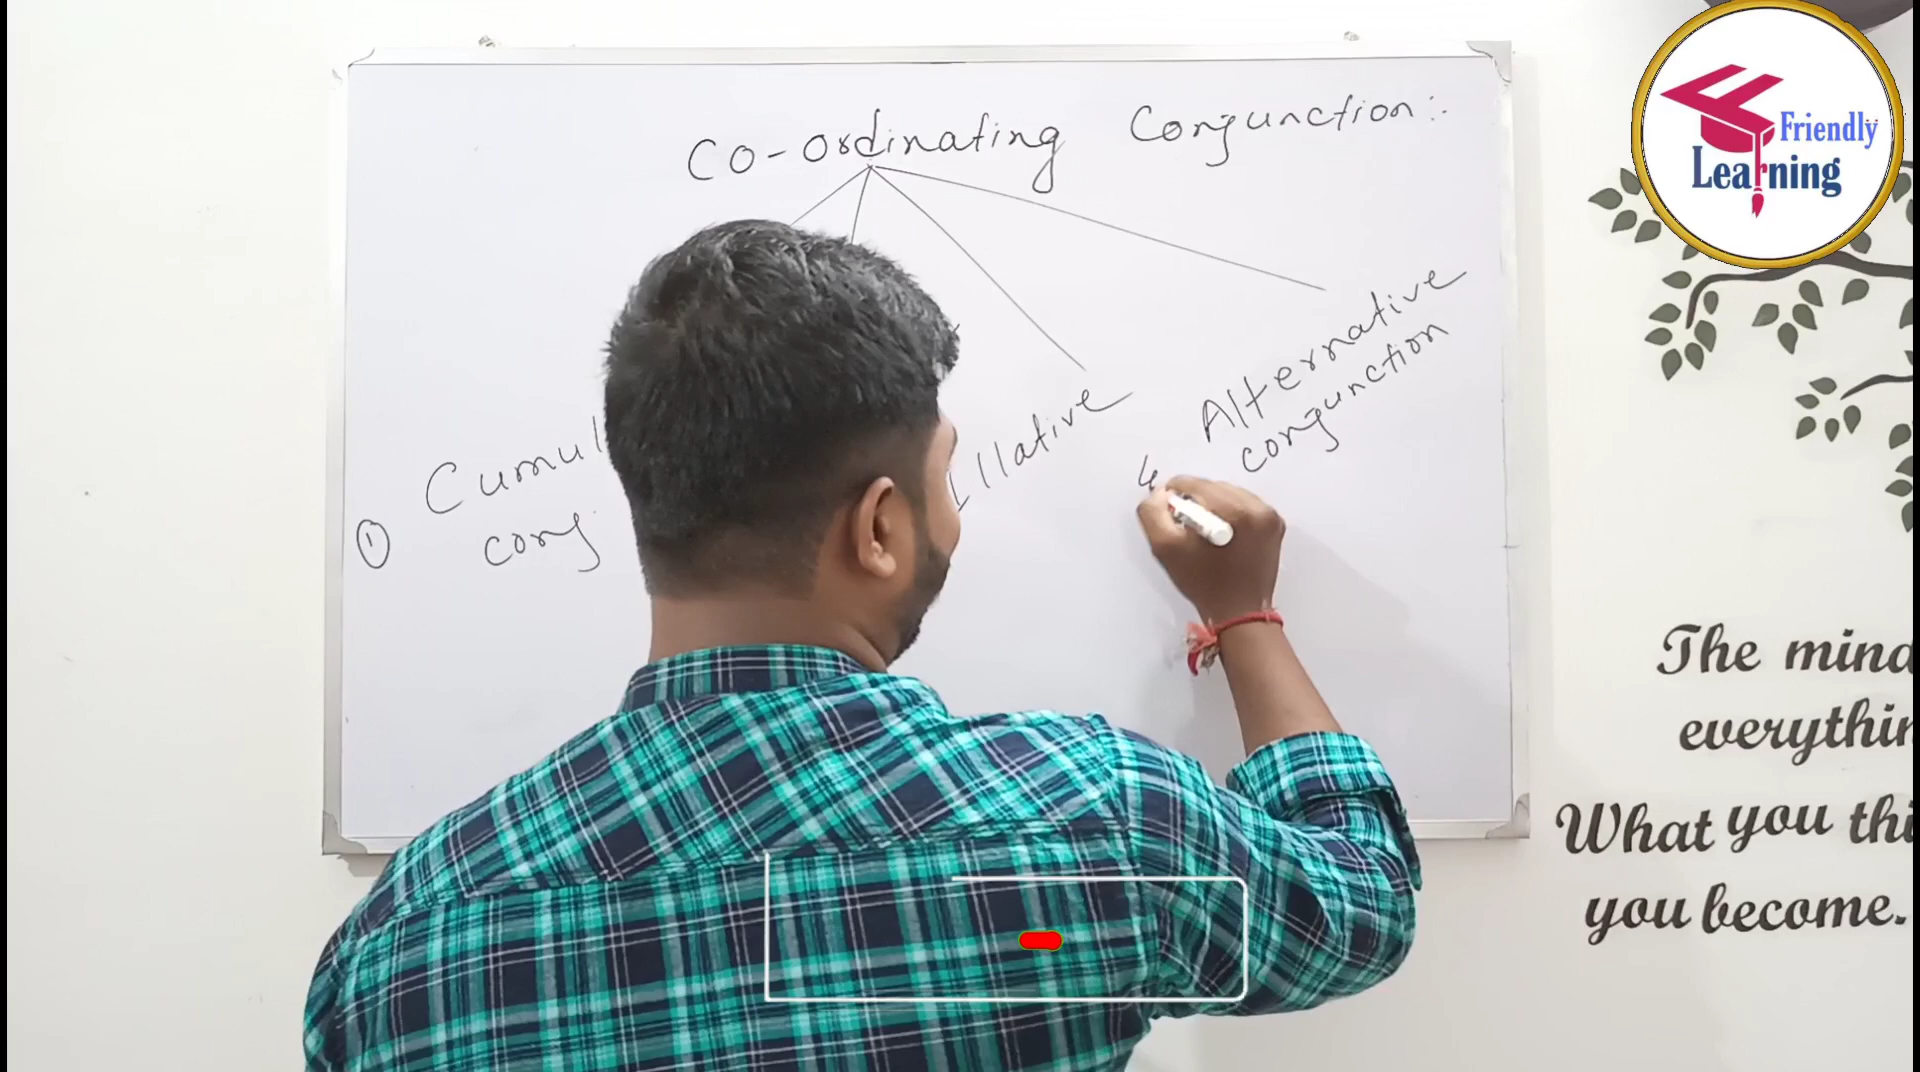 Co-ordinating Conjunction:-
Alternative
conjunction
Illative
Cumul
conj
①
4
Friendly
Learning
The mind
everythin
What you thi
you become.